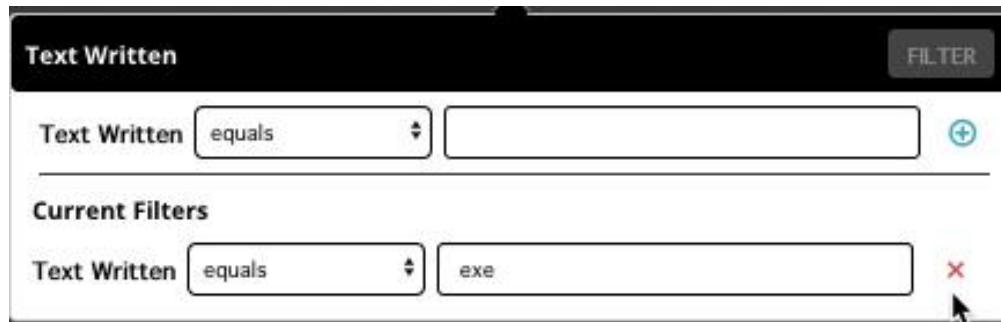 Text Written FILTER
Text Written equals
Current Filters
Text Written equals exe